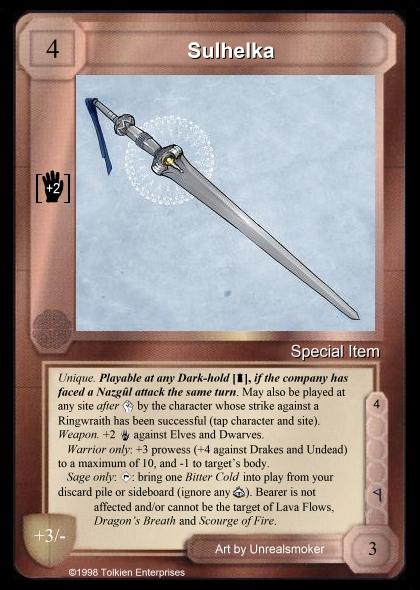 4
Sulhelka
[+2]
Special Item
Unique. Playable at any Dark-hold [], if the company has
faced a Nazgûl attack the same turn. May also be played at
any site after by the character whose strike against a
Ringwraith has been successful (tap character and site).
Weapon. +2 against Elves and Dwarves.
Warrior only: +3 prowess (+4 against Drakes and Undead)
to a maximum of 10, and -1 to target's body.
Sage only: : bring one Bitter Cold into play from your
discard pile or sideboard (ignore any ). Bearer is not
affected and/or cannot be the target of Lava Flows,
Dragon's Breath and Scourge of Fire.
4
+3/-
Art by Unrealsmoker
3
©1998 Tolkien Enterprises